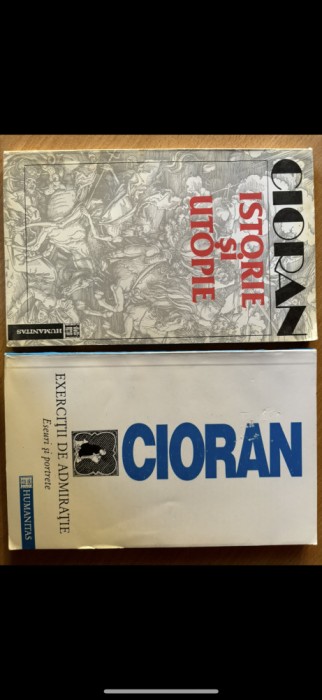 CIORAN
ISTORIE
ȘI
UTOPIE
HUMANITAS
CIORAN
EXERCIȚII DE ADMIRAȚIE
Eseuri și portrete
HUMANITAS